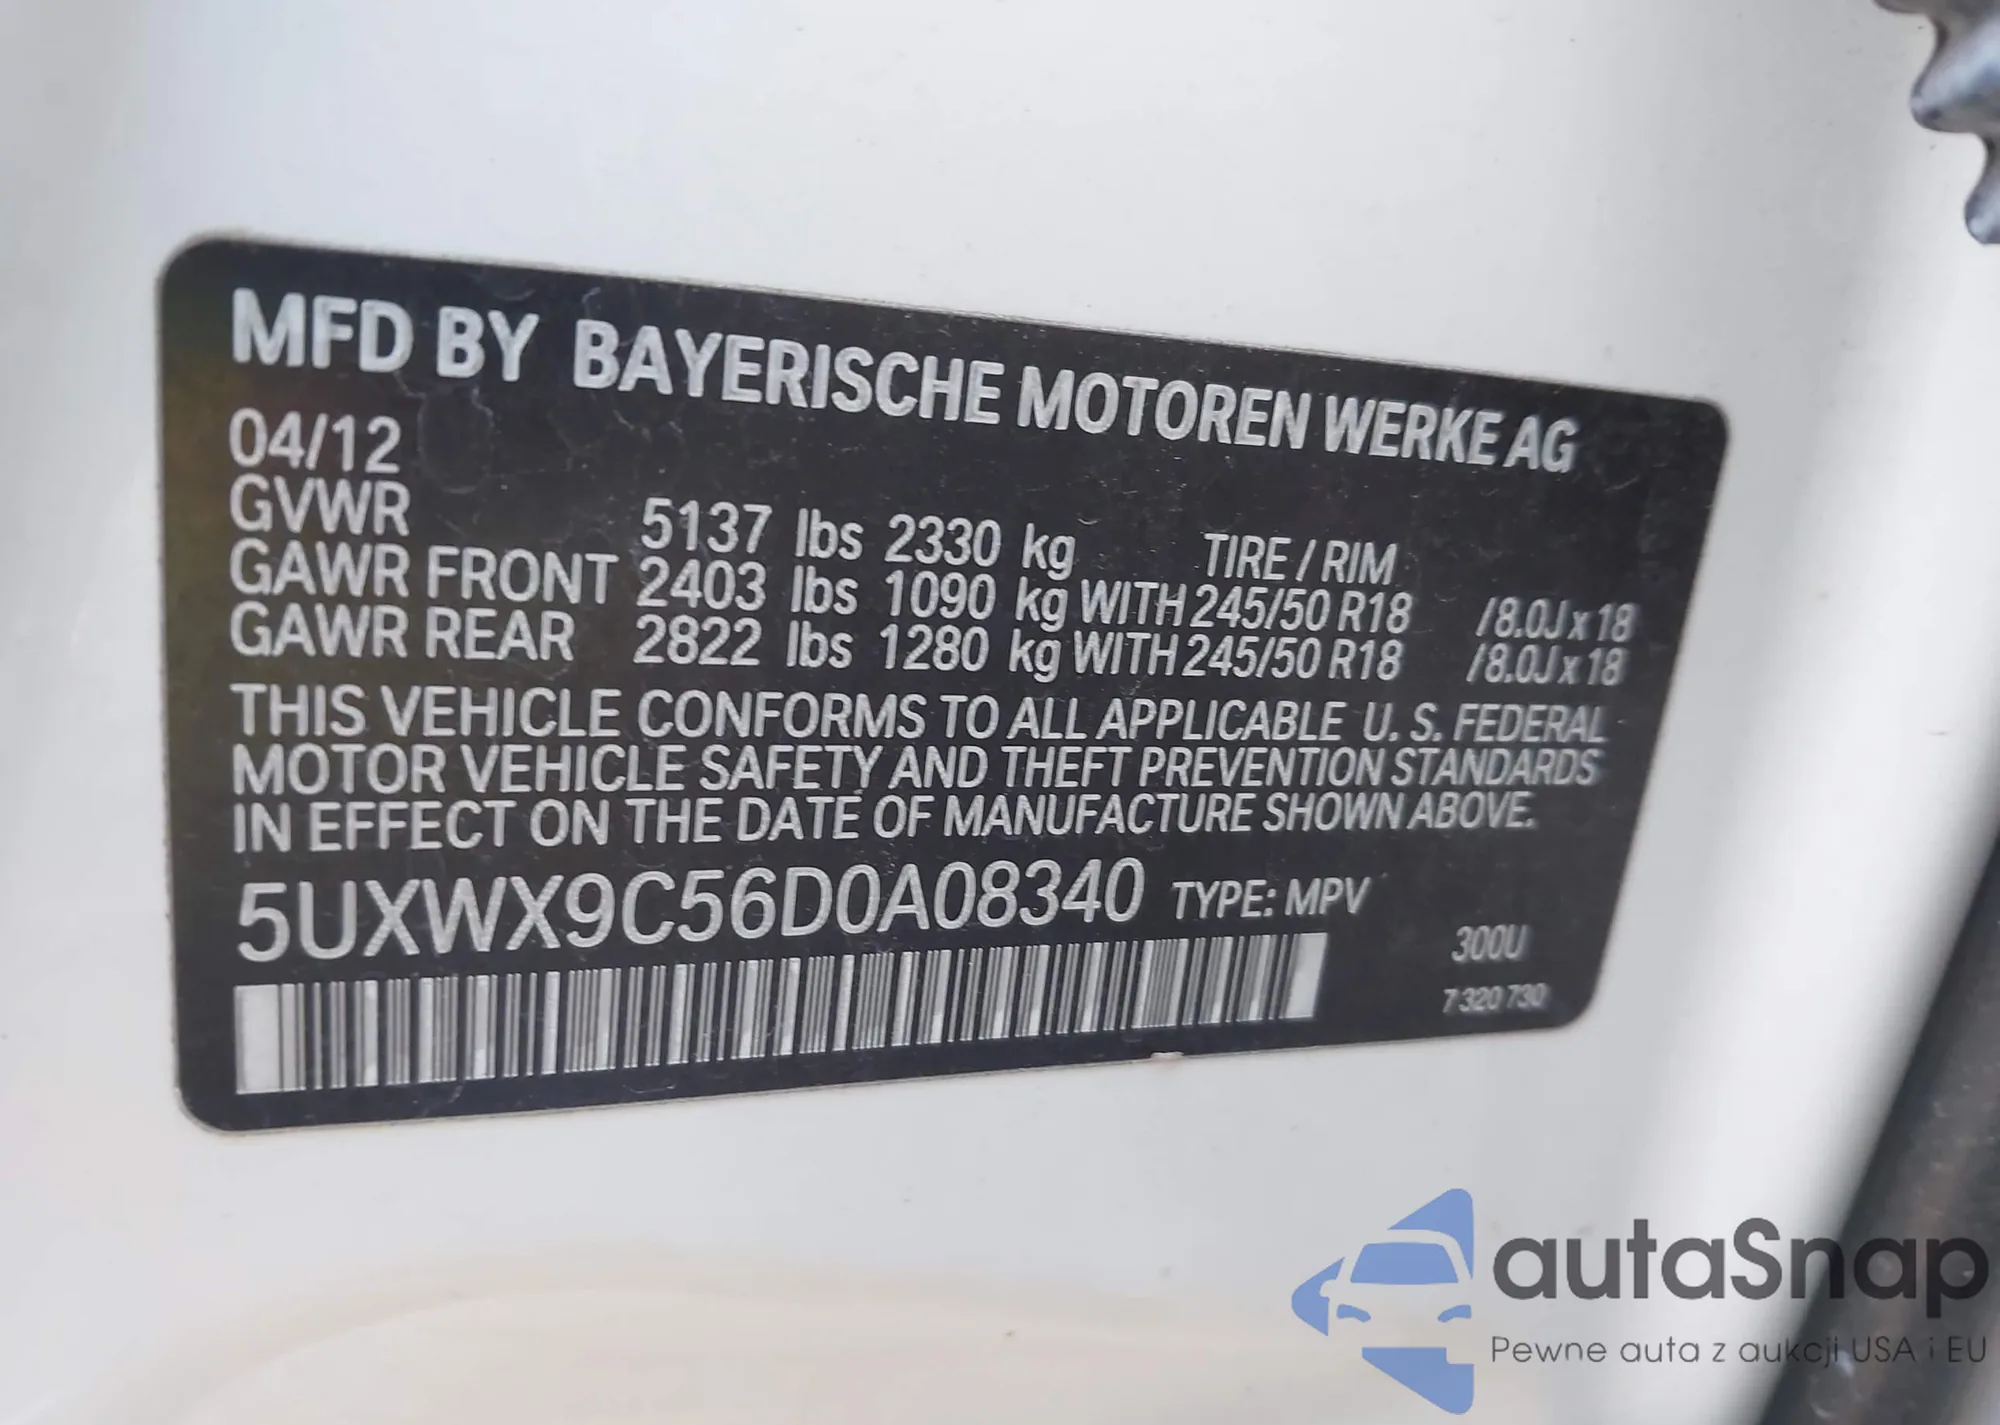 MFD BY BAYERISCHE MOTOREN WERKE AG
04/12
GVWR 5137 lbs 2330 kg TIRE / RIM
GAWR FRONT 2403 lbs 1090 kg WITH 245/50 R18 /8.0J x 18
GAWR REAR 2822 lbs 1280 kg WITH 245/50 R18 /8.0J x 18
THIS VEHICLE CONFORMS TO ALL APPLICABLE U. S. FEDERAL
MOTOR VEHICLE SAFETY AND THEFT PREVENTION STANDARDS
IN EFFECT ON THE DATE OF MANUFACTURE SHOWN ABOVE.
5UXWX9C56D0A08340 TYPE: MPV
300U
7 320 730
autaSnap
Pewne auta z aukcji USA i EU